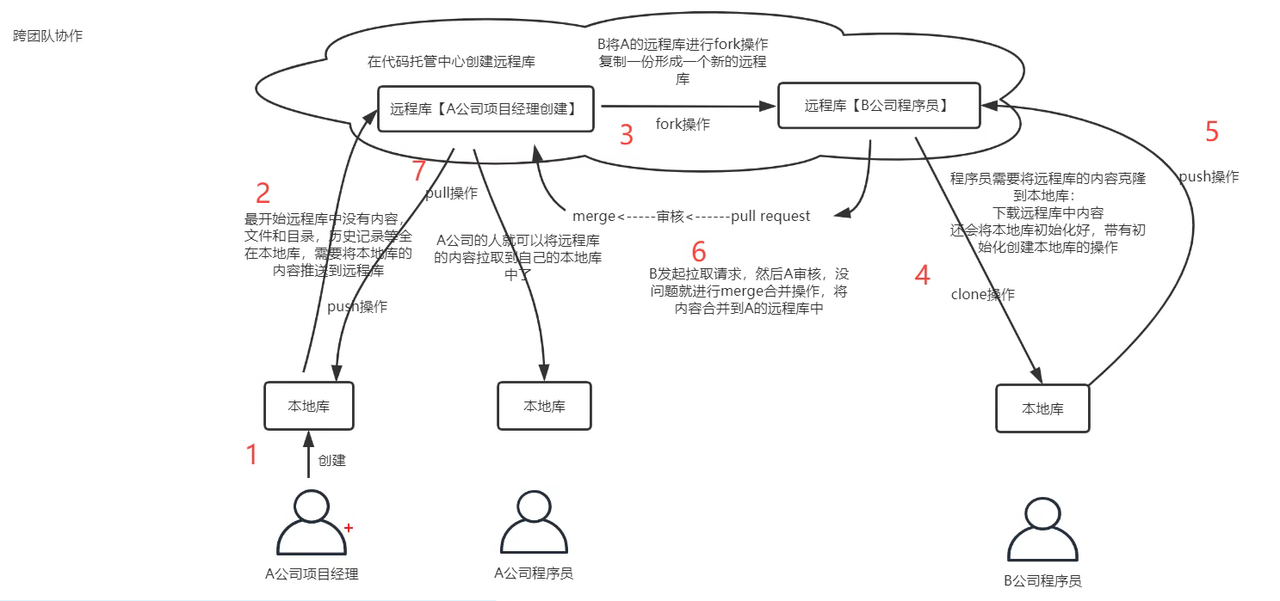 跨团队协作
在代码托管中心创建远程库
B将A的远程库进行fork操作
复制一份形成一个新的远程
库
远程库【A公司项目经理创建】
远程库【B公司程序员】
fork操作
3
5
7
2
pull操作
push操作
最开始远程库中没有内容，
文件和目录，历史记录等全
在本地库，需要将本地库的
内容推送到远程库
merge<-----审核<------pull request
A公司的人就可以将远程库
的内容拉取到自己的本地库
中了
6
B发起拉取请求，然后A审核，没
问题就进行merge合并操作，将
内容合并到A的远程库中
程序员需要将远程库的内容克隆
到本地库：
下载远程库中内容
还会将本地库初始化好，带有初
始化创建本地库的操作
4
clone操作
push操作
本地库
本地库
本地库
1
创建
A公司项目经理
A公司程序员
B公司程序员